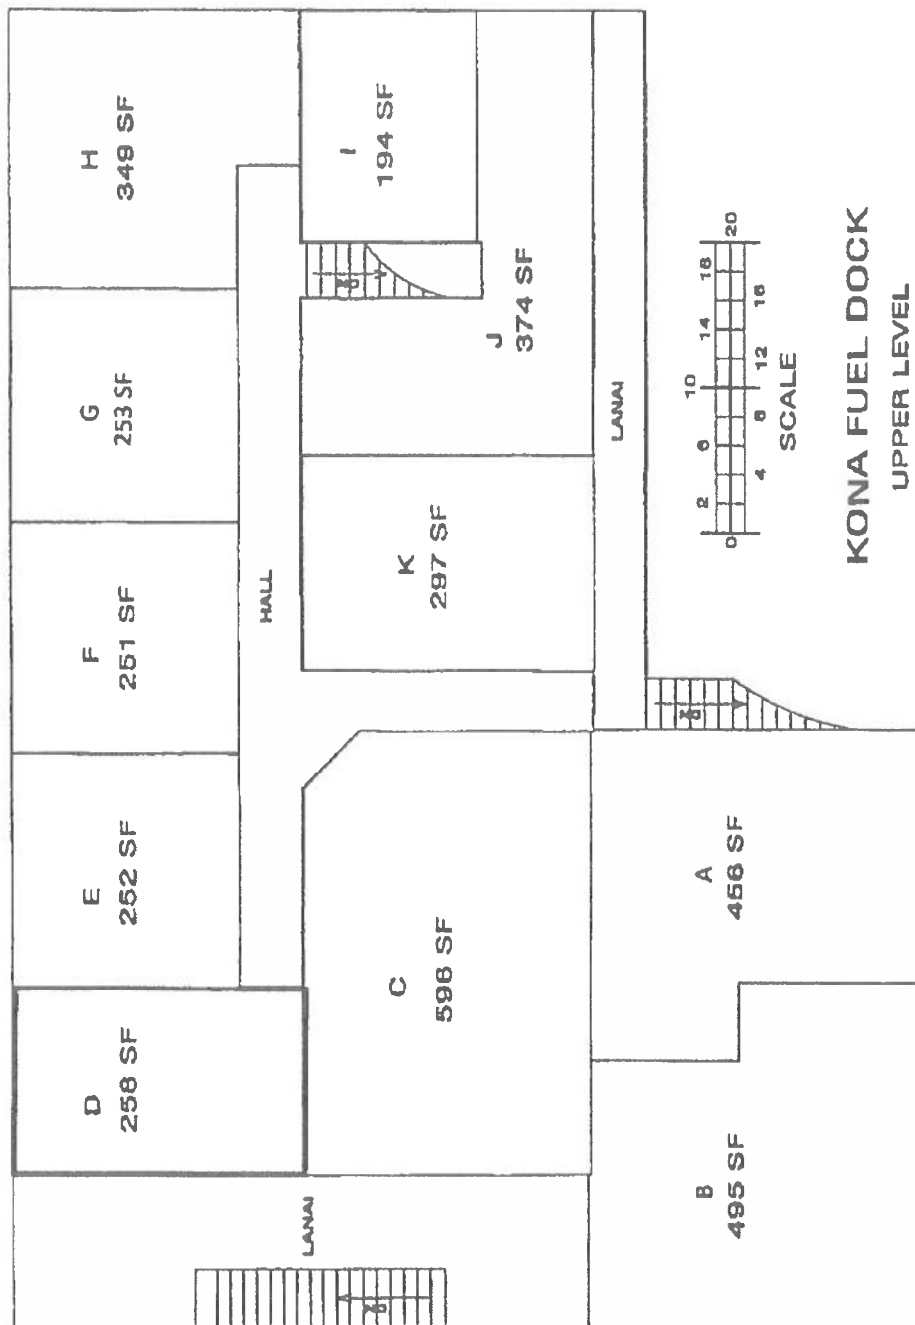 D
258 SF
E
252 SF
F
251 SF
G
253 SF
H
349 SF
HALL
LANAI
C
596 SF
K
297 SF
J
374 SF
I
194 SF
LANAI
B
495 SF
A
456 SF
2 6 10 14 18
0 20
4 8 12 16
SCALE
KONA FUEL DOCK
UPPER LEVEL